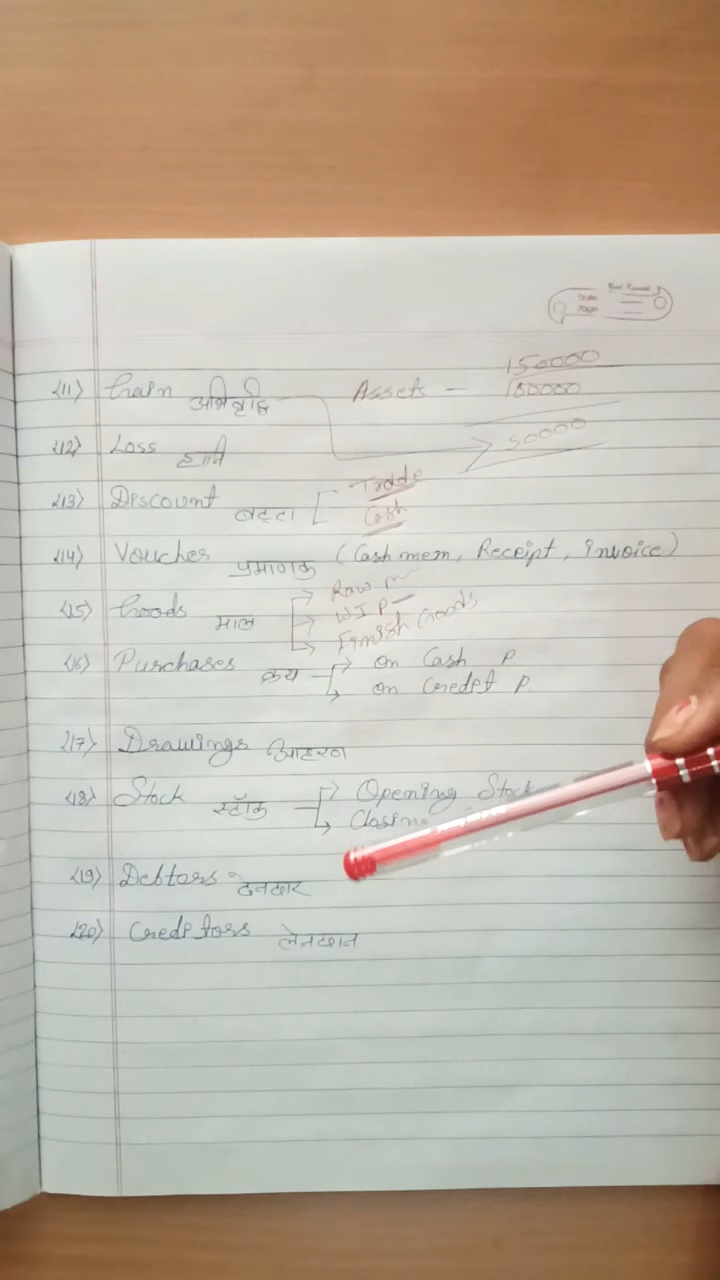 150000
(11) Gain अभिवृद्धि Assets - 100000
50000
(12) Loss हानि
(13) Discount बट्टा Trade
Cash
(14) Voucher प्रमाणक (Cash mem, Receipt, Invoice)
(15) Goods माल Raw m
WIP
Finish Goods
(16) Purchases क्रय on Cash P
on Credit P
(17) Drawings आहरण
(18) Stock स्टॉक Opening Stock
Closing
(19) Debtors देनदार
(20) Creditors लेनदार